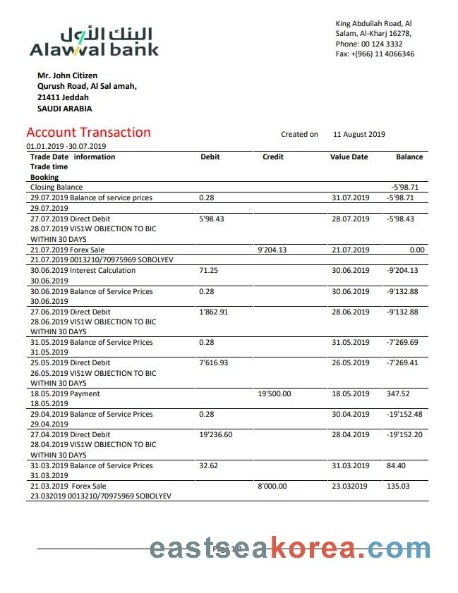 King Abdullah Road, Al
Salam, Al-Kharj 16278,
Phone: 00 124 3332
Fax: +(966) 11 4066346
البنك الأول
Alawwal bank
Mr. John Citizen
Qurush Road, Al Sal amah,
21411 Jeddah
SAUDI ARABIA
Account Transaction Created on 11 August 2019
01.01.2019 -30.07.2019
Trade Date information Debit Credit Value Date Balance
Trade time
Booking
Closing Balance -5'98.71
29.07.2019 Balance of service prices 0.28 31.07.2019 -5'98.71
29.07.2019
27.07.2019 Direct Debit 5'98.43 28.07.2019 -5'98.43
28.07.2019 VIS1W OBJECTION TO BIC
WITHIN 30 DAYS
21.07.2019 Forex Sale 9'204.13 21.07.2019 0.00
21.07.2019 0013210/70975969 SOBOLYEV
30.06.2019 Interest Calculation 71.25 30.06.2019 -9'204.13
30.06.2019
30.06.2019 Balance of Service Prices 0.28 30.06.2019 -9'132.88
30.06.2019
27.06.2019 Direct Debit 1'862.91 28.06.2019 -9'132.88
28.06.2019 VIS1W OBJECTION TO BIC
WITHIN 30 DAYS
31.05.2019 Balance of Service Prices 0.28 31.05.2019 -7'269.69
31.05.2019
25.05.2019 Direct Debit 7'616.93 26.05.2019 -7'269.41
26.05.2019 VIS1W OBJECTION TO BIC
WITHIN 30 DAYS
18.05.2019 Payment 19'500.00 18.05.2019 347.52
18.05.2019
29.04.2019 Balance of Service Prices 0.28 30.04.2019 -19'152.48
29.04.2019
27.04.2019 Direct Debit 19'236.60 28.04.2019 -19'152.20
28.04.2019 VIS1W OBJECTION TO BIC
WITHIN 30 DAYS
31.03.2019 Balance of Service Prices 32.62 31.03.2019 84.40
31.03.2019
21.03.2019 Forex Sale 8'000.00 23.032019 135.03
23.032019 0013210/70975969 SOBOLYEV
eastseakorea.com